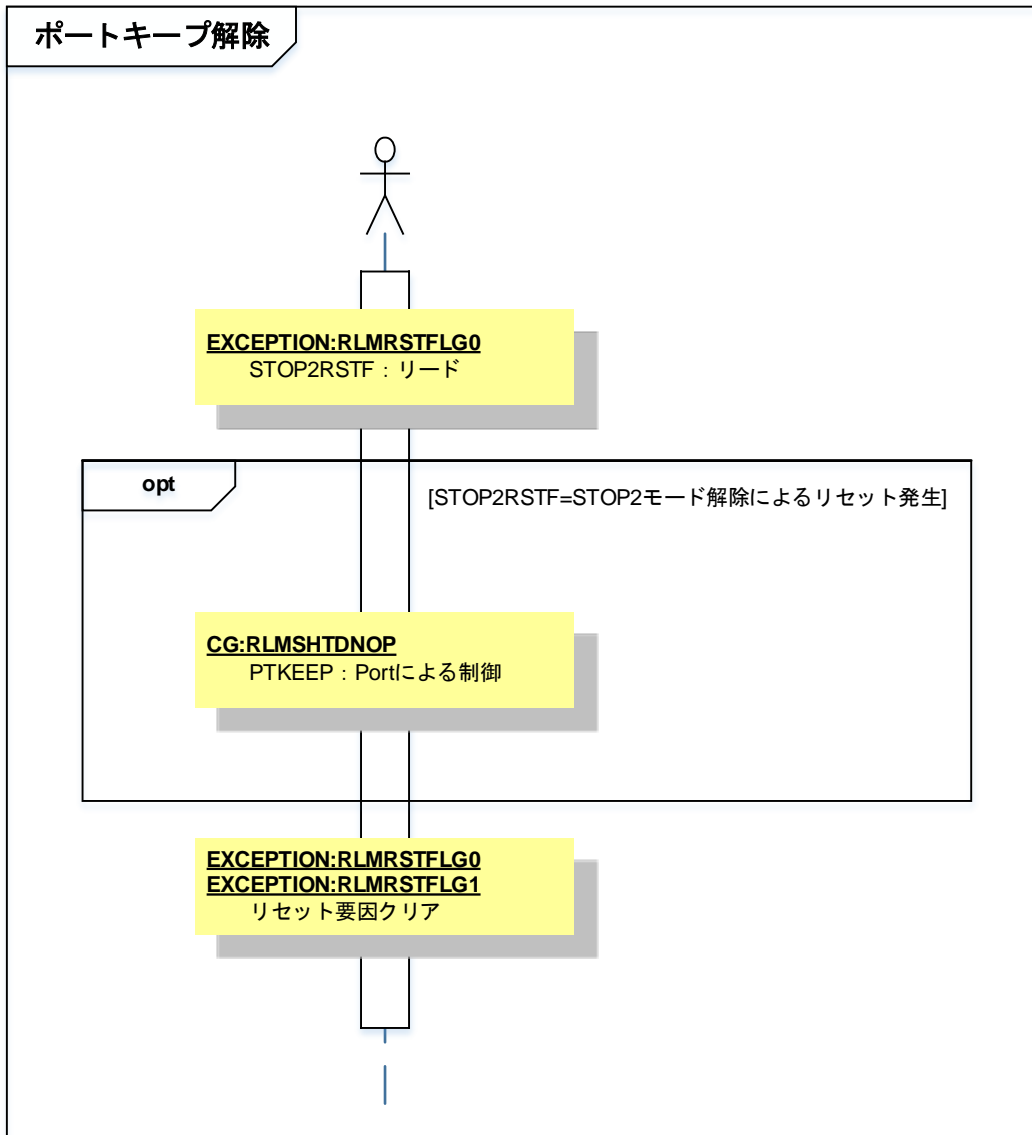 ポートキープ解除
EXCEPTION:RLMRSTFLG0
STOP2RSTF：リード
opt
[STOP2RSTF=STOP2モード解除によるリセット発生]
CG:RLMSHTDNOP
PTKEEP：Portによる制御
EXCEPTION:RLMRSTFLG0
EXCEPTION:RLMRSTFLG1
リセット要因クリア